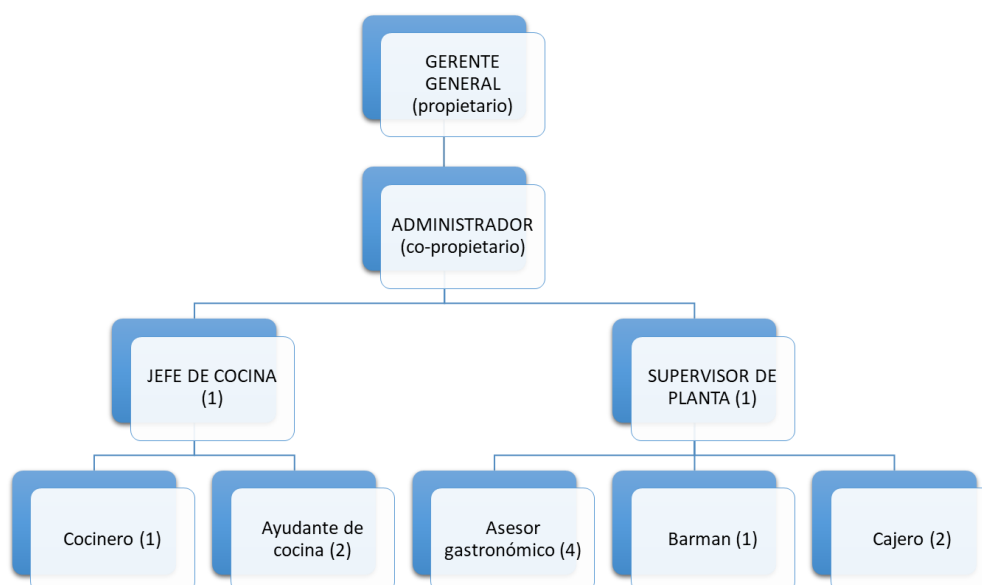 GERENTE
GENERAL
(propietario)
ADMINISTRADOR
(co-propietario)
JEFE DE COCINA
(1)
SUPERVISOR DE
PLANTA (1)
Cocinero (1)
Ayudante de
cocina (2)
Asesor
gastronómico (4)
Barman (1)
Cajero (2)